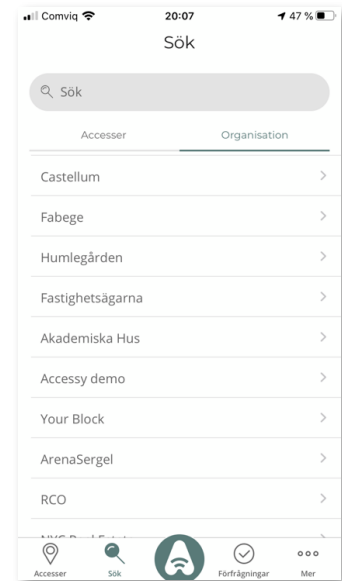 Comviq 20:07 47 %
Sök
Sök
Accesser Organisation
Castellum
Fabege
Humlegården
Fastighetsägarna
Akademiska Hus
Accessy demo
Your Block
ArenaSergel
RCO
Accesser Sök Förfrågningar Mer